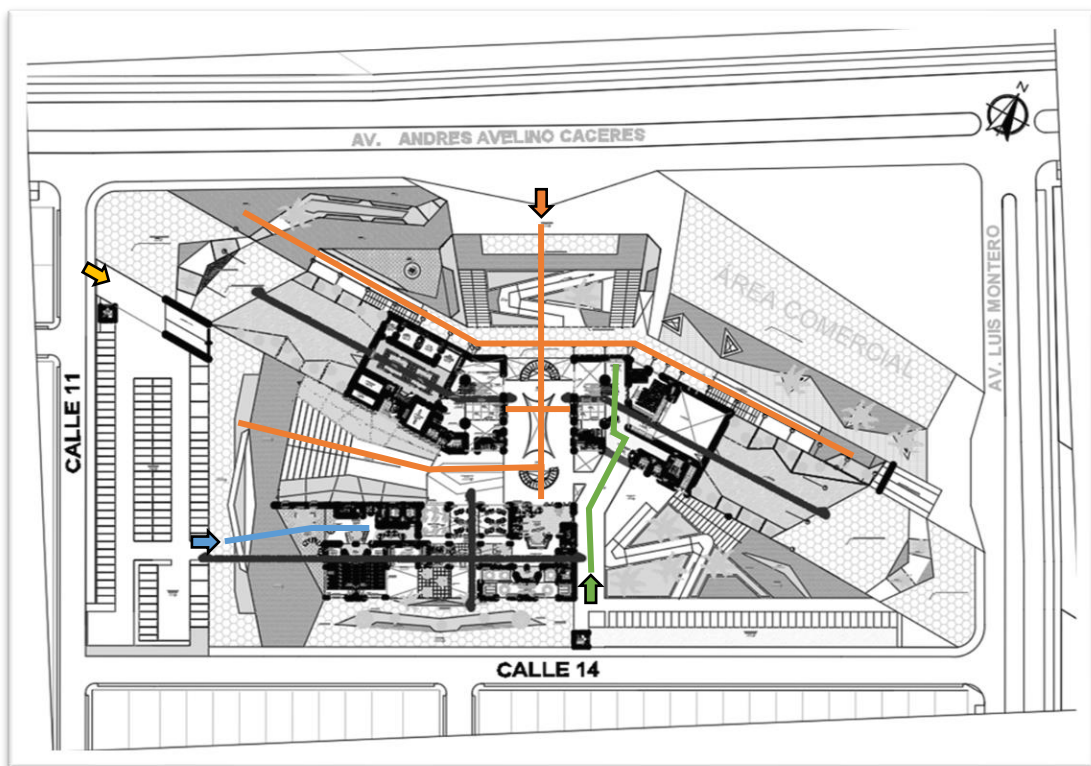 N
AV. ANDRES AVELINO CACERES
AREA COMERCIAL
AV. LUIS MONTERO
CALLE 11
CALLE 14